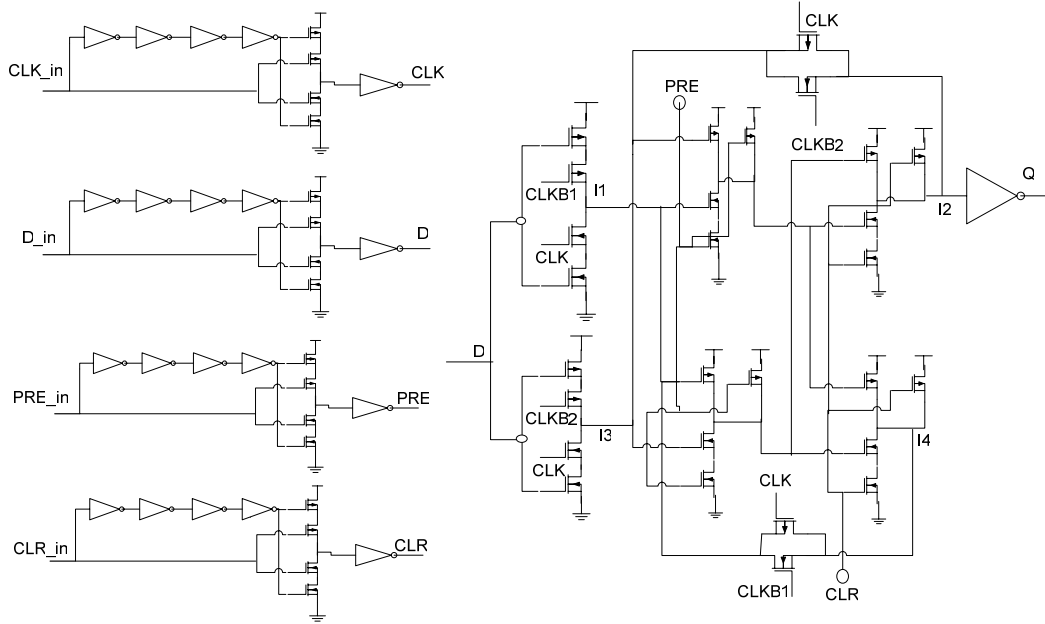 CLK_in
CLK
D_in
D
PRE_in
PRE
CLR_in
CLR
D
CLKB1
I1
CLK
CLKB2
I3
CLK
PRE
CLK
CLKB2
I2
Q
I4
CLK
CLKB1
CLR